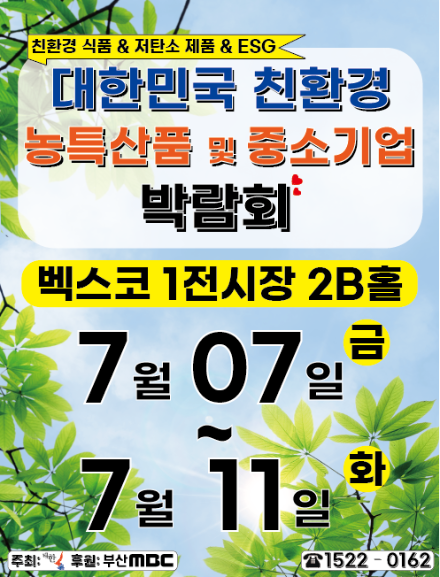 친환경 식품 & 저탄소 제품 & ESG
대한민국 친환경
농특산품 및 중소기업
박람회
벡스코 1전시장 2B홀
7월 07일 금
~
7월 11일 화
주최: 후원: 부산MBC ☎1522 - 0162